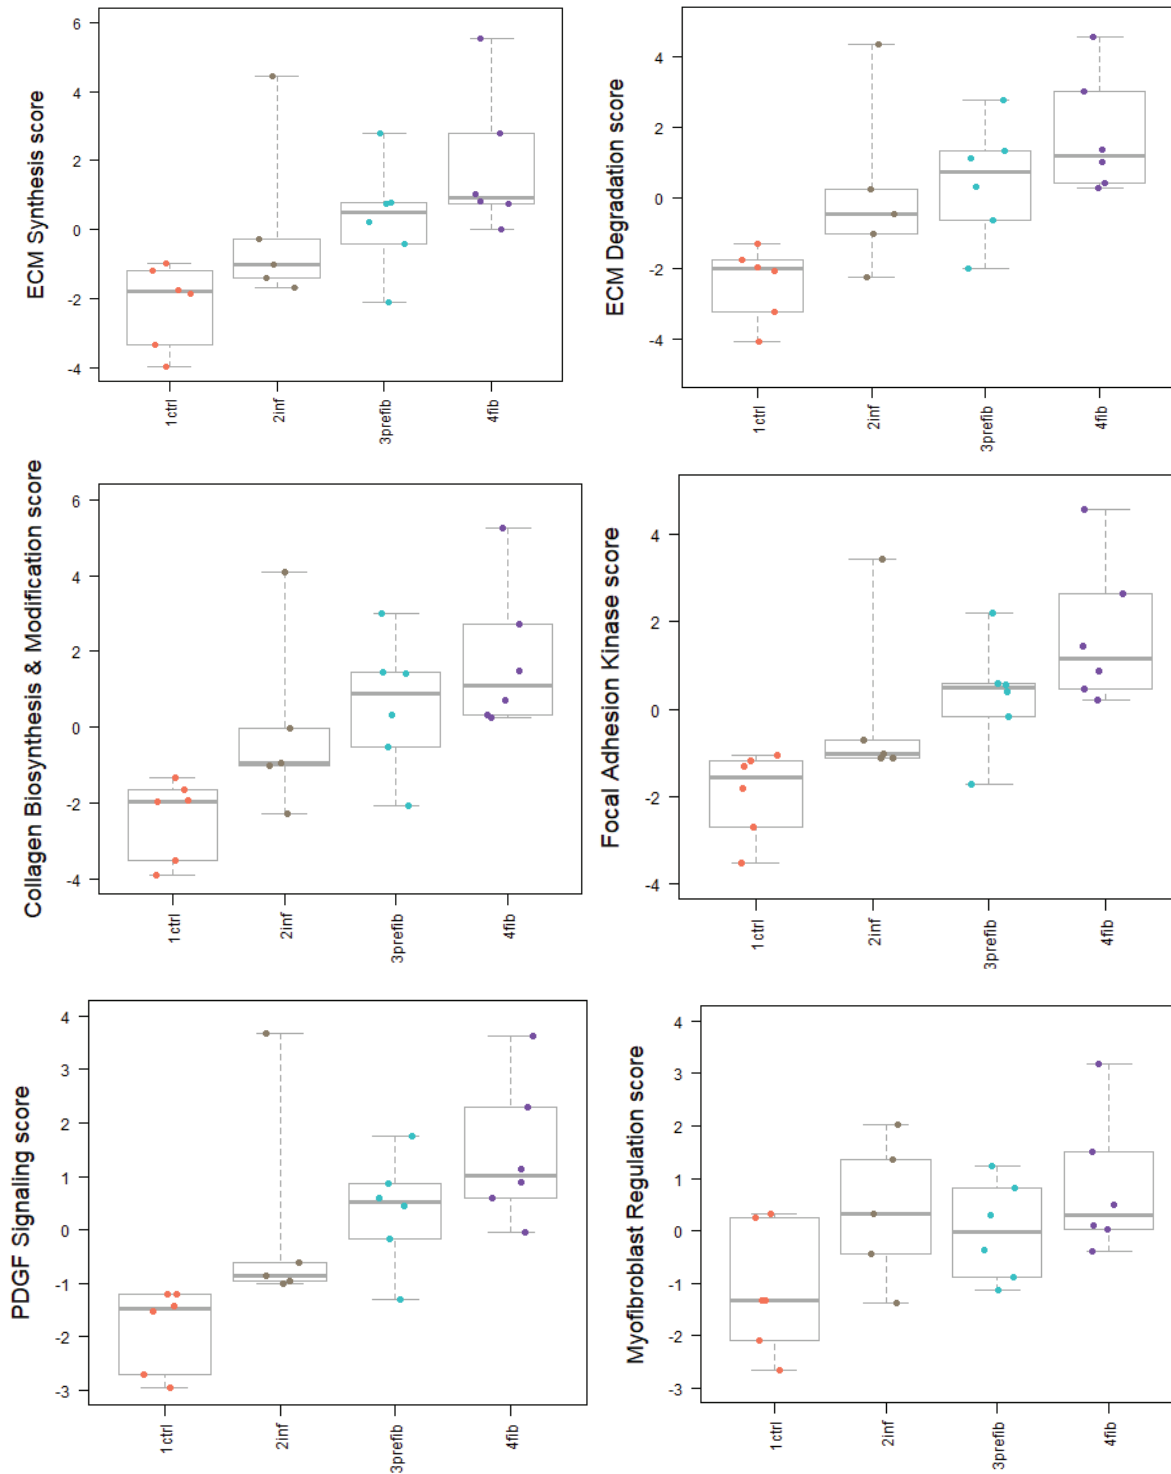 ECM Synthesis score
6
4
2
0
-2
-4
1ctrl
2inf
3prefib
4fib
ECM Degradation score
4
2
0
-2
-4
1ctrl
2inf
3prefib
4fib
Collagen Biosynthesis & Modification score
6
4
2
0
-2
-4
1ctrl
2inf
3prefib
4fib
Focal Adhesion Kinase score
4
2
0
-2
-4
1ctrl
2inf
3prefib
4fib
PDGF Signaling score
4
3
2
1
0
-1
-2
-3
1ctrl
2inf
3prefib
4fib
Myofibroblast Regulation score
4
3
2
1
0
-1
-2
-3
1ctrl
2inf
3prefib
4fib